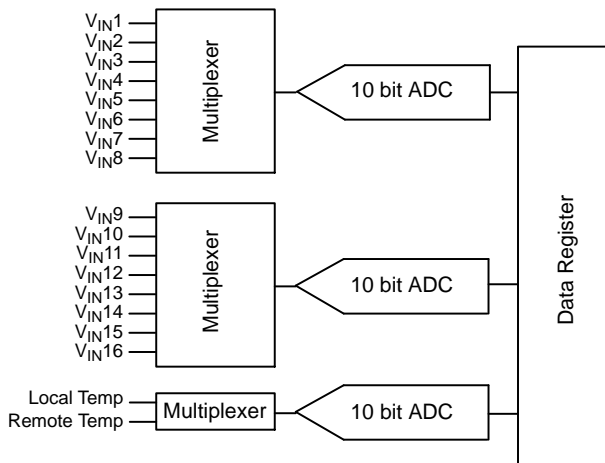 VIN1
VIN2
VIN3
VIN4
VIN5
VIN6
VIN7
VIN8
Multiplexer
10 bit ADC
VIN9
VIN10
VIN11
VIN12
VIN13
VIN14
VIN15
VIN16
Multiplexer
10 bit ADC
Local Temp
Remote Temp
Multiplexer
10 bit ADC
Data Register